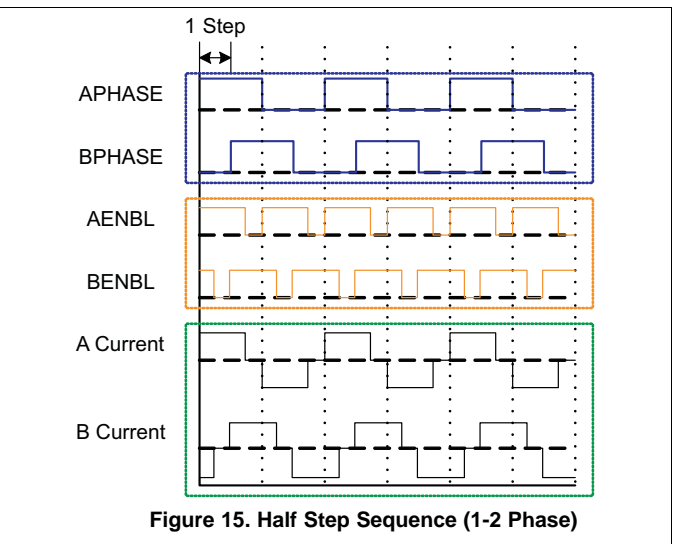 1 Step
APHASE
BPHASE
AENBL
BENBL
A Current
B Current
Figure 15. Half Step Sequence (1-2 Phase)